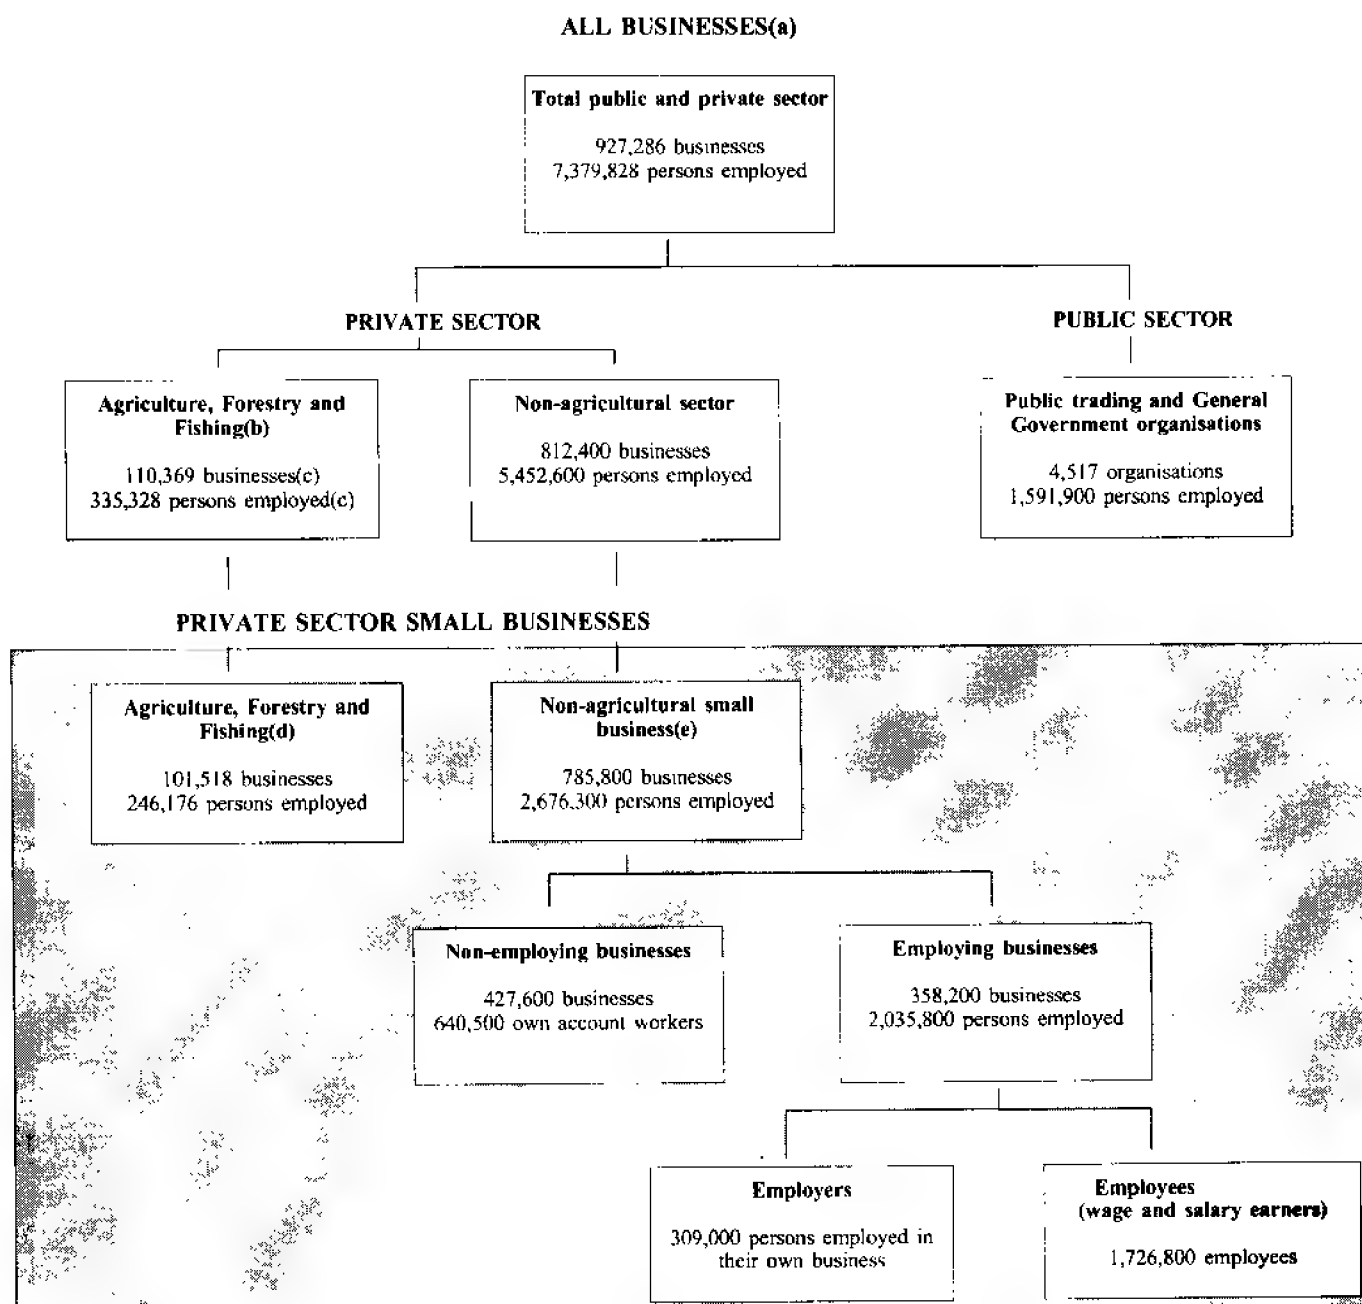 ALL BUSINESSES(a)
Total public and private sector
927,286 businesses
7,379,828 persons employed
PRIVATE SECTOR
PUBLIC SECTOR
Agriculture, Forestry and
Fishing(b)
110,369 businesses(c)
335,328 persons employed(c)
Non-agricultural sector
812,400 businesses
5,452,600 persons employed
Public trading and General
Government organisations
4,517 organisations
1,591,900 persons employed
PRIVATE SECTOR SMALL BUSINESSES
Agriculture, Forestry and
Fishing(d)
101,518 businesses
246,176 persons employed
Non-agricultural small
business(e)
785,800 businesses
2,676,300 persons employed
Non-employing businesses
427,600 businesses
640,500 own account workers
Employing businesses
358,200 businesses
2,035,800 persons employed
Employers
309,000 persons employed in
their own business
Employees
(wage and salary earners)
1,726,800 employees